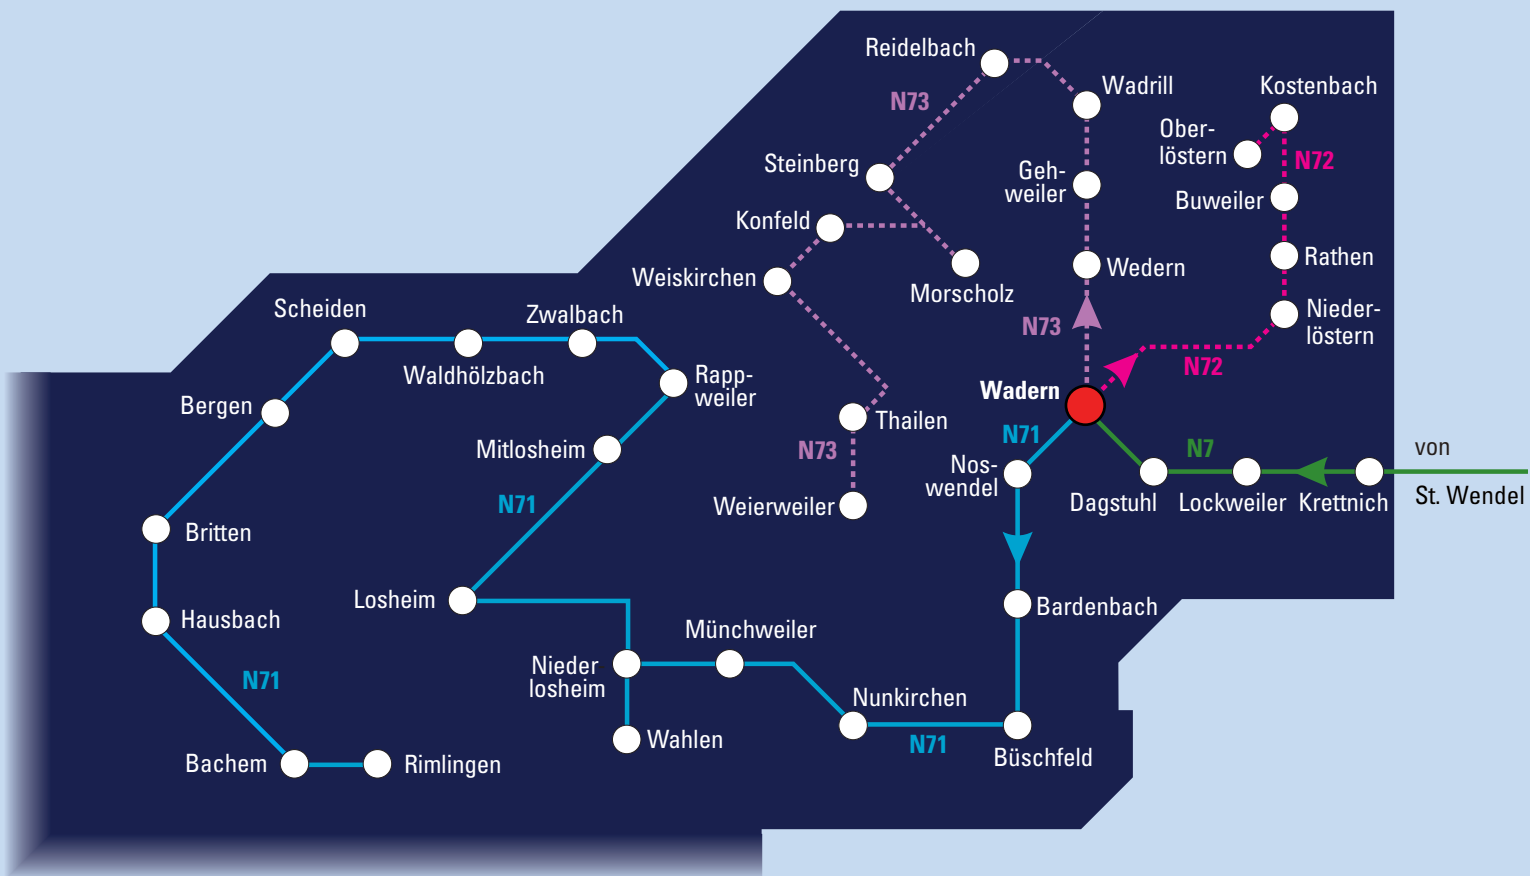 Reidelbach
Wadrill
Kostenbach
N73
Ober-
löstern
N72
Steinberg
Geh-
weiler
Buweiler
Konfeld
Rathen
Weiskirchen
Wedern
Morscholz
Nieder-
löstern
Scheiden
Zwalbach
N73
N72
Waldhölzbach
Rapp-
weiler
Wadern
Bergen
Thailen
N71
N7
von
Mitlosheim
N73
Nos-
wendel
St. Wendel
N71
Weierweiler
Dagstuhl
Lockweiler
Krettnich
Britten
Losheim
Bardenbach
Hausbach
Münchweiler
Nieder
losheim
N71
Nunkirchen
Wahlen
N71
Büschfeld
Bachem
Rimlingen